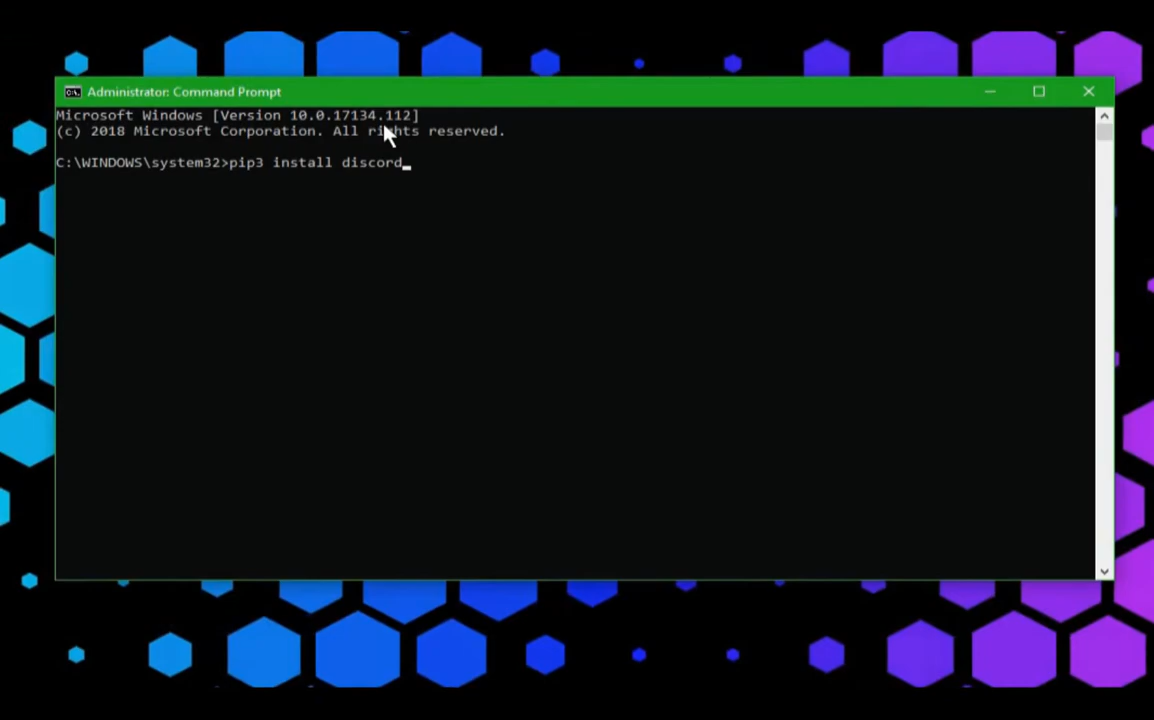 Administrator: Command Prompt
Microsoft Windows [Version 10.0.17134.112]
(c) 2018 Microsoft Corporation. All rights reserved.
C:\WINDOWS\system32>pip3 install discord_